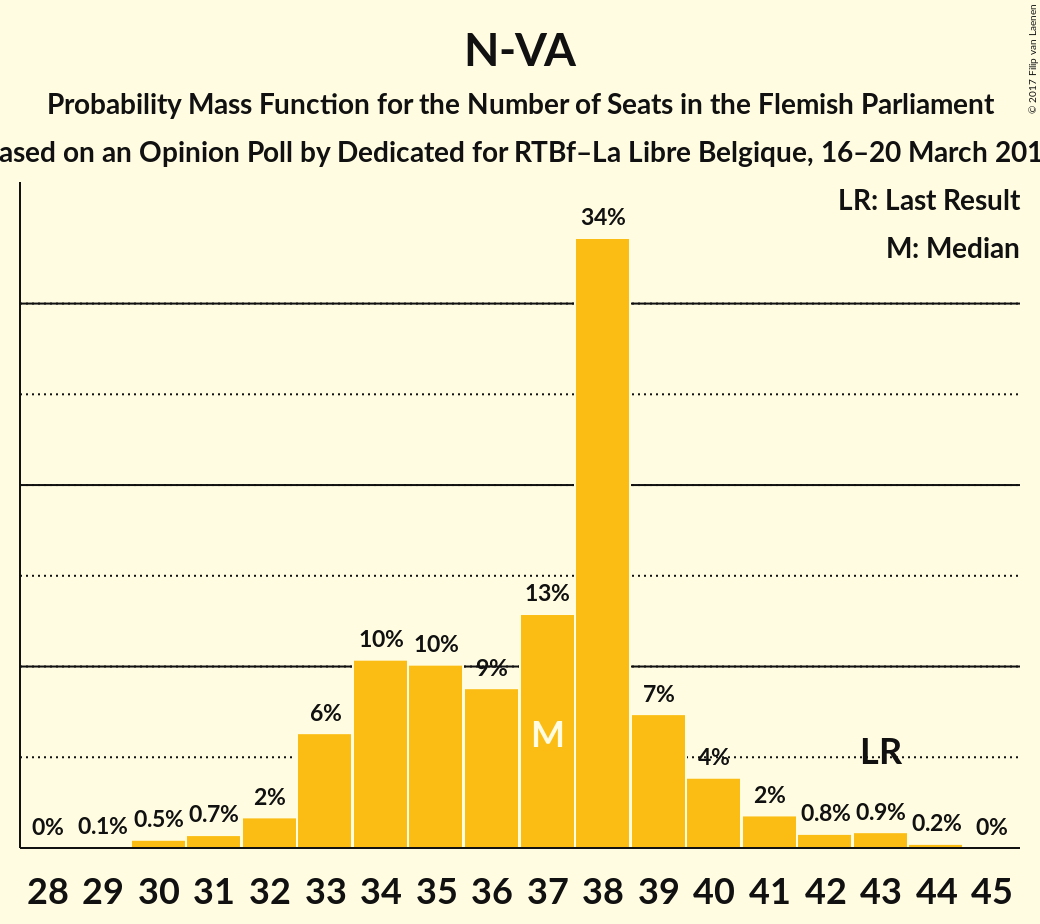 © 2017 Filip van Laenen
N-VA
Probability Mass Function for the Number of Seats in the Flemish Parliament
ased on an Opinion Poll by Dedicated for RTBf–La Libre Belgique, 16–20 March 201
LR: Last Result
M: Median
34%
13%
10%
10%
9%
7%
6%
M
LR
4%
2%
2%
0%
0.1%
0.5%
0.7%
0.8%
0.9%
0.2%
0%
28 29 30 31 32 33 34 35 36 37 38 39 40 41 42 43 44 45